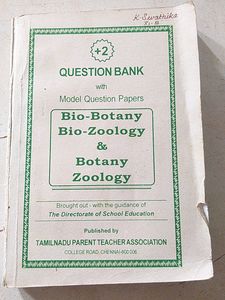 K. Swathika
+2
QUESTION BANK
with
Model Question Papers
Bio-Botany
Bio-Zoology
&
Botany
Zoology
Brought out - with the guidance of
The Directorate of School Education
Published by
TAMILNADU PARENT TEACHER ASSOCIATION
COLLEGE ROAD, CHENNAI-600 006.